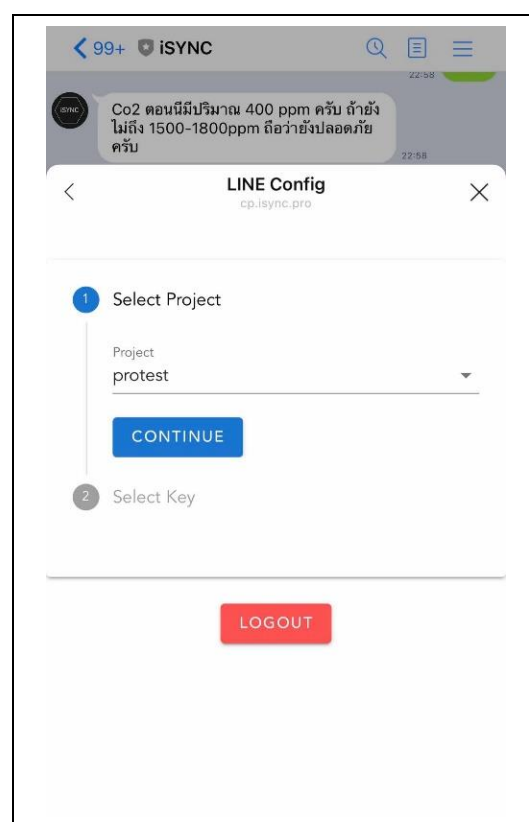 99+ iSYNC
22:58
iSYNC
Co2 ตอนนี้มีปริมาณ 400 ppm ครับ ถ้ายัง
ไม่ถึง 1500-1800ppm ถือว่ายังปลอดภัย
ครับ
22:58
LINE Config
cp.isync.pro
1 Select Project
Project
protest
CONTINUE
2 Select Key
LOGOUT